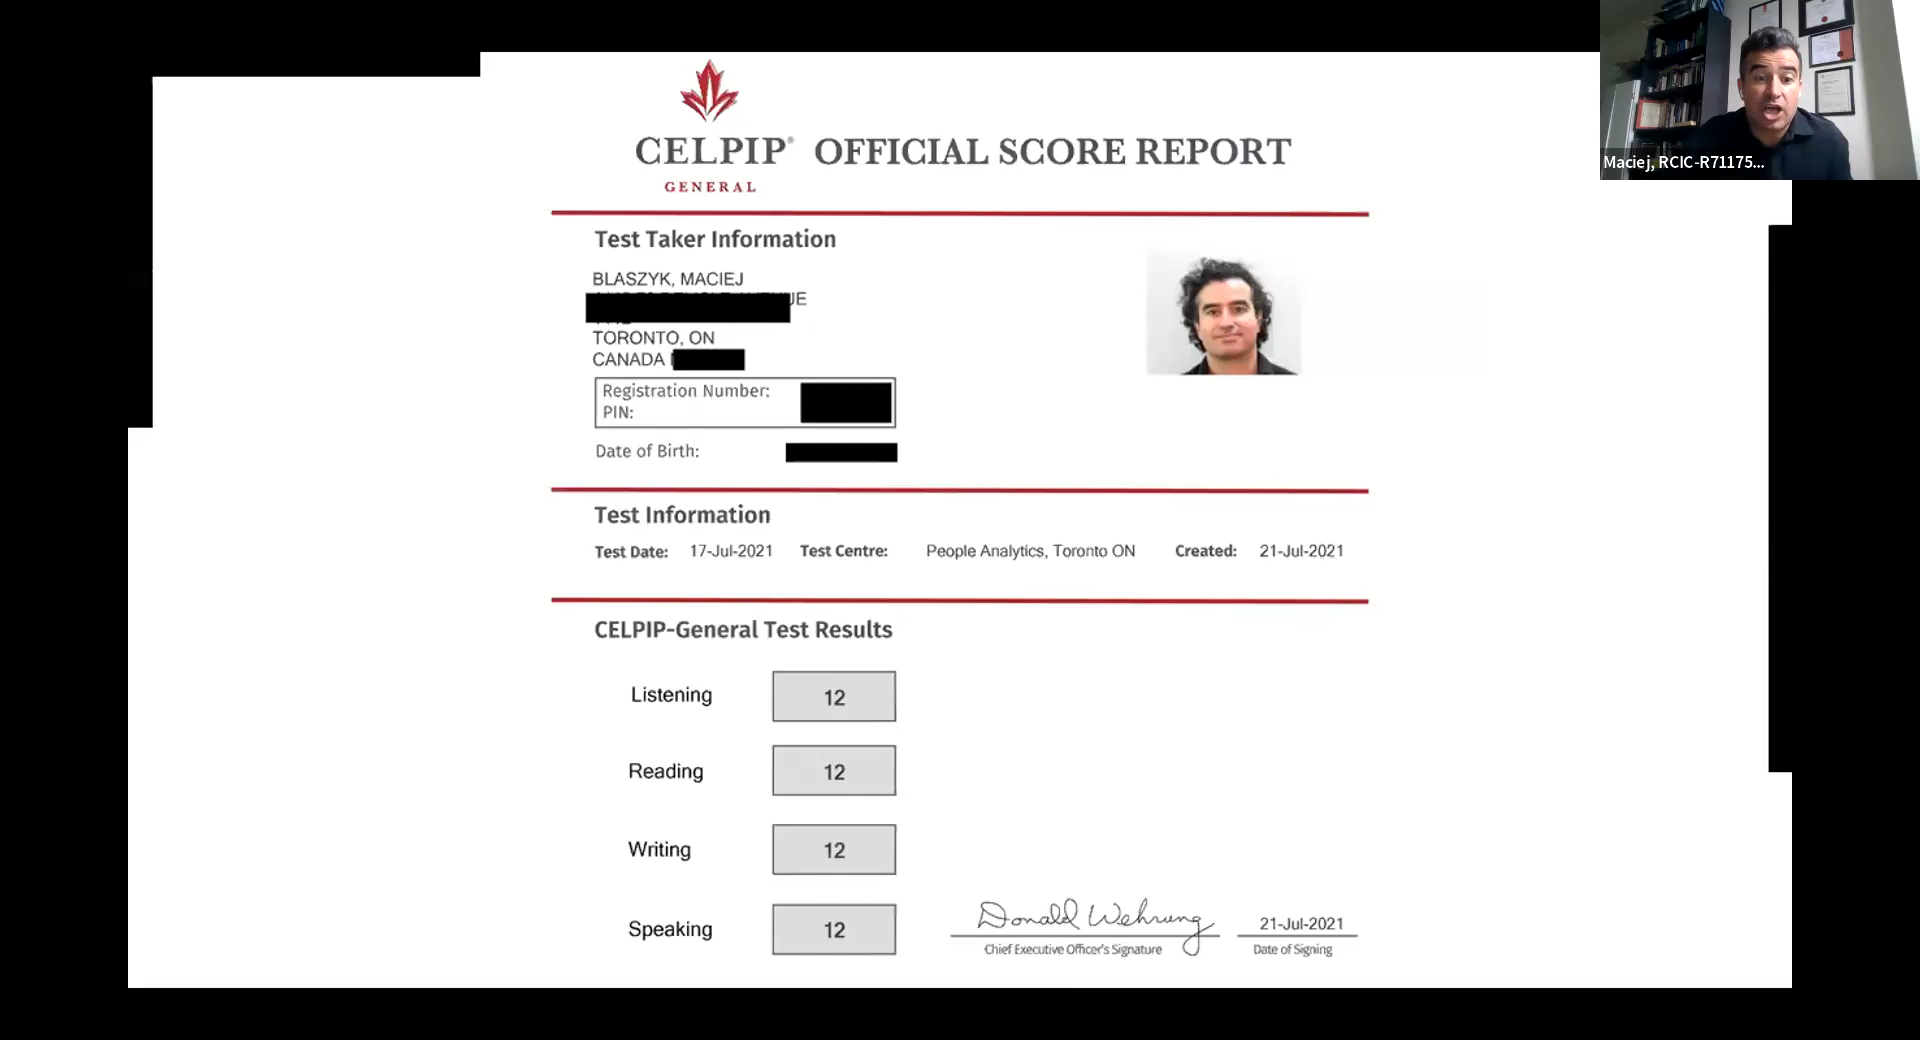 CELPIP® OFFICIAL SCORE REPORT
GENERAL
Maciej, RCIC-R71175...
Test Taker Information
BLASZYK, MACIEJ
UE
TORONTO, ON
CANADA
Registration Number:
PIN:
Date of Birth:
Test Information
Test Date: 17-Jul-2021 Test Centre: People Analytics, Toronto ON Created: 21-Jul-2021
CELPIP-General Test Results
Listening 12
Reading 12
Writing 12
Speaking 12
Donald Wehrung
21-Jul-2021
Chief Executive Officer's Signature
Date of Signing